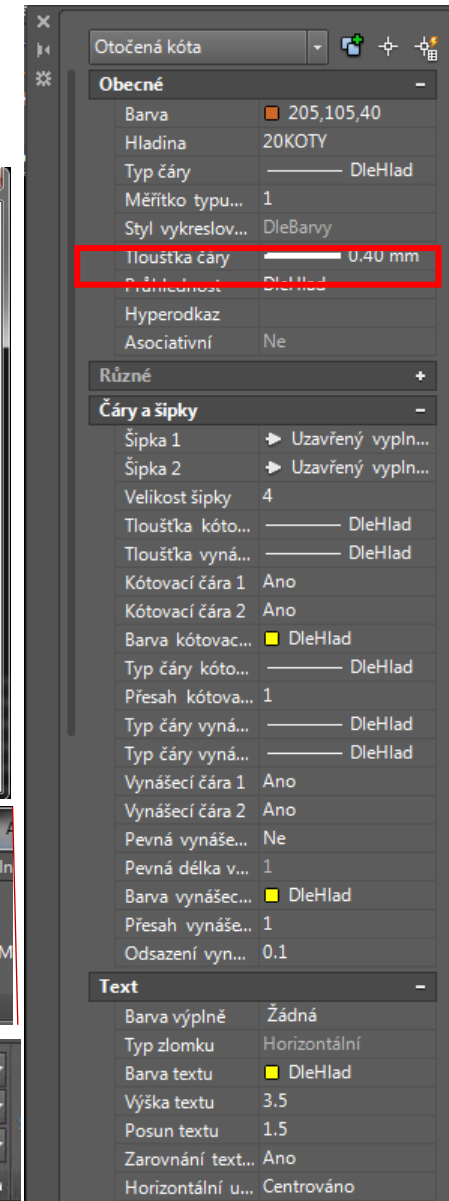 Otočená kóta
Obecné
Barva 205,105,40
Hladina 20KOTY
Typ čáry DleHlad
Měřítko typu... 1
Styl vykreslov... DleBarvy
Tloušťka čáry 0.40 mm
Průhlednost DleHlad
Hyperodkaz
Asociativní Ne
Různé
Čáry a šipky
Šipka 1 Uzavřený vypln...
Šipka 2 Uzavřený vypln...
Velikost šipky 4
Tloušťka kóto... DleHlad
Tloušťka vyná... DleHlad
Kótovací čára 1 Ano
Kótovací čára 2 Ano
Barva kótovac... DleHlad
Typ čáry kóto... DleHlad
Přesah kótova... 1
Typ čáry vyná... DleHlad
Typ čáry vyná... DleHlad
Vynášecí čára 1 Ano
Vynášecí čára 2 Ano
Pevná vynáše... Ne
Pevná délka v... 1
Barva vynášec... DleHlad
Přesah vynáše... 1
Odsazení vyn... 0.1
Text
Barva výplně Žádná
Typ zlomku Horizontální
Barva textu DleHlad
Výška textu 3.5
Posun textu 1.5
Zarovnání text... Ano
Horizontální u... Centrováno